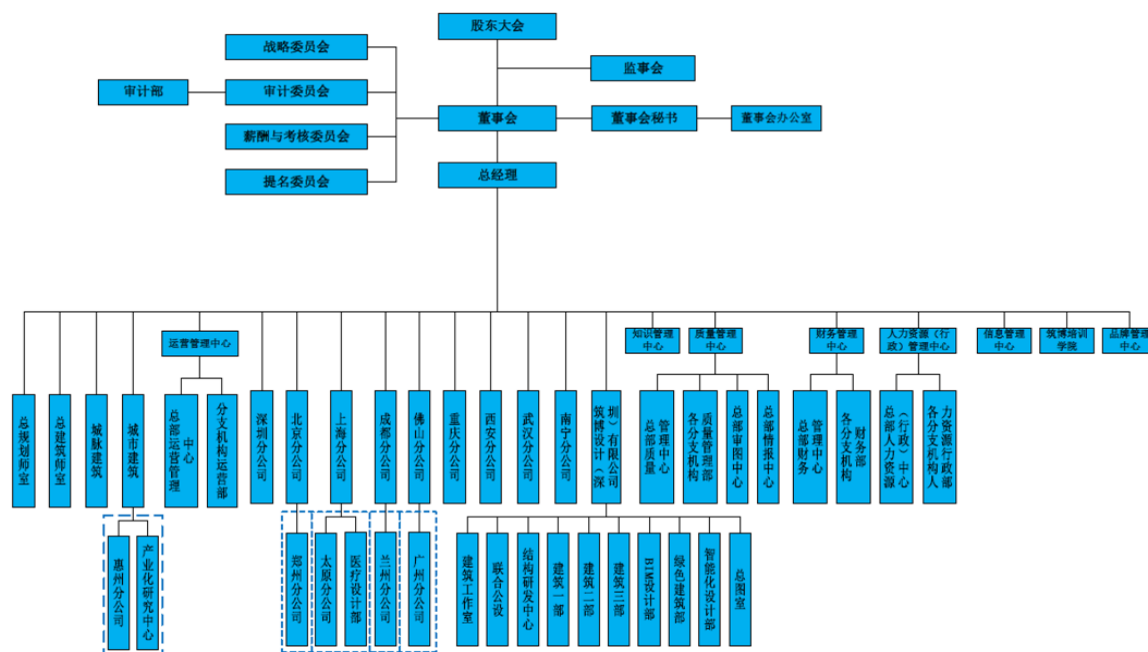 股东大会
战略委员会
监事会
审计部
审计委员会
董事会
董事会秘书
董事会办公室
薪酬与考核委员会
提名委员会
总经理
运营管理中心
知识管理
中心
质量管理
中心
财务管理
中心
人力资源（行
政）管理中心
信息管理
中心
筑博培训
学院
品牌管理
中心
总规划师室
总建筑师室
城脉建筑
城市建筑
总部运营管理
中心
分支机构运营部
深圳分公司
北京分公司
上海分公司
成都分公司
佛山分公司
重庆分公司
西安分公司
武汉分公司
南宁分公司
筑博设计（深
圳）有限公司
总部质量
管理中心
各分支机构
质量管理部
总部审图中心
总部情报中心
总部财务
管理中心
各分支机构
财务部
总部人力资源
（行政）中心
各分支机构人
力资源行政部
惠州分公司
产业化研究中心
郑州分公司
太原分公司
医疗设计部
兰州分公司
广州分公司
建筑工作室
联合公设
结构研发中心
建筑一部
建筑二部
建筑三部
BIM设计部
绿色建筑部
智能化设计部
总图室